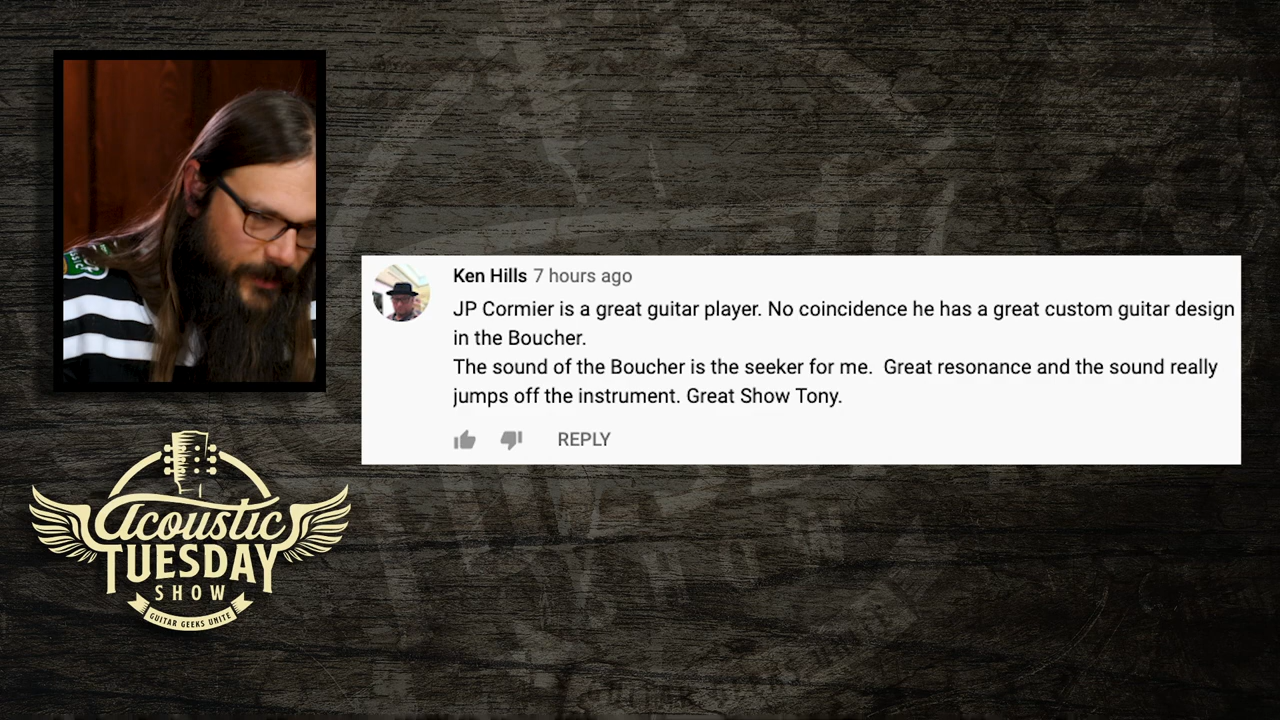 Ken Hills 7 hours ago
JP Cormier is a great guitar player. No coincidence he has a great custom guitar design
in the Boucher.
The sound of the Boucher is the seeker for me.  Great resonance and the sound really
jumps off the instrument. Great Show Tony.
REPLY
Acoustic
TUESDAY
SHOW
GUITAR GEEKS UNITE